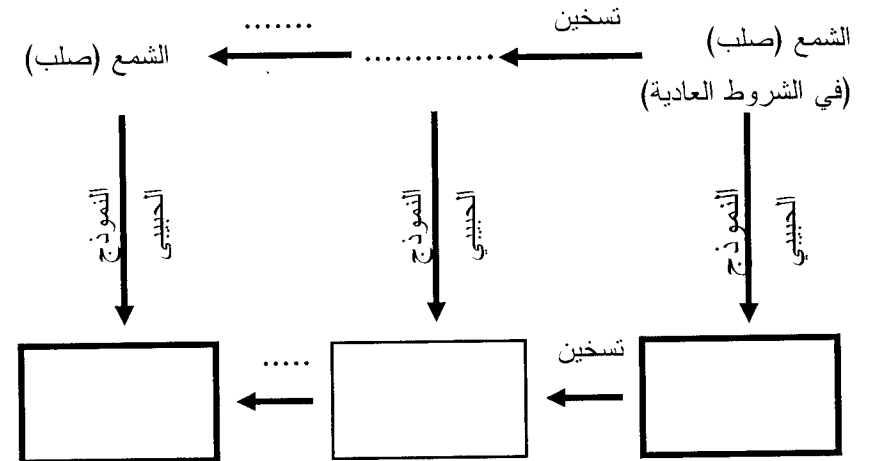 تسخين
.......
الشمع (صلب)
.............
الشمع (صلب)
(في الشروط العادية)
النموذج
الحبيبي
النموذج
الحبيبي
النموذج
الحبيبي
تسخين
.....